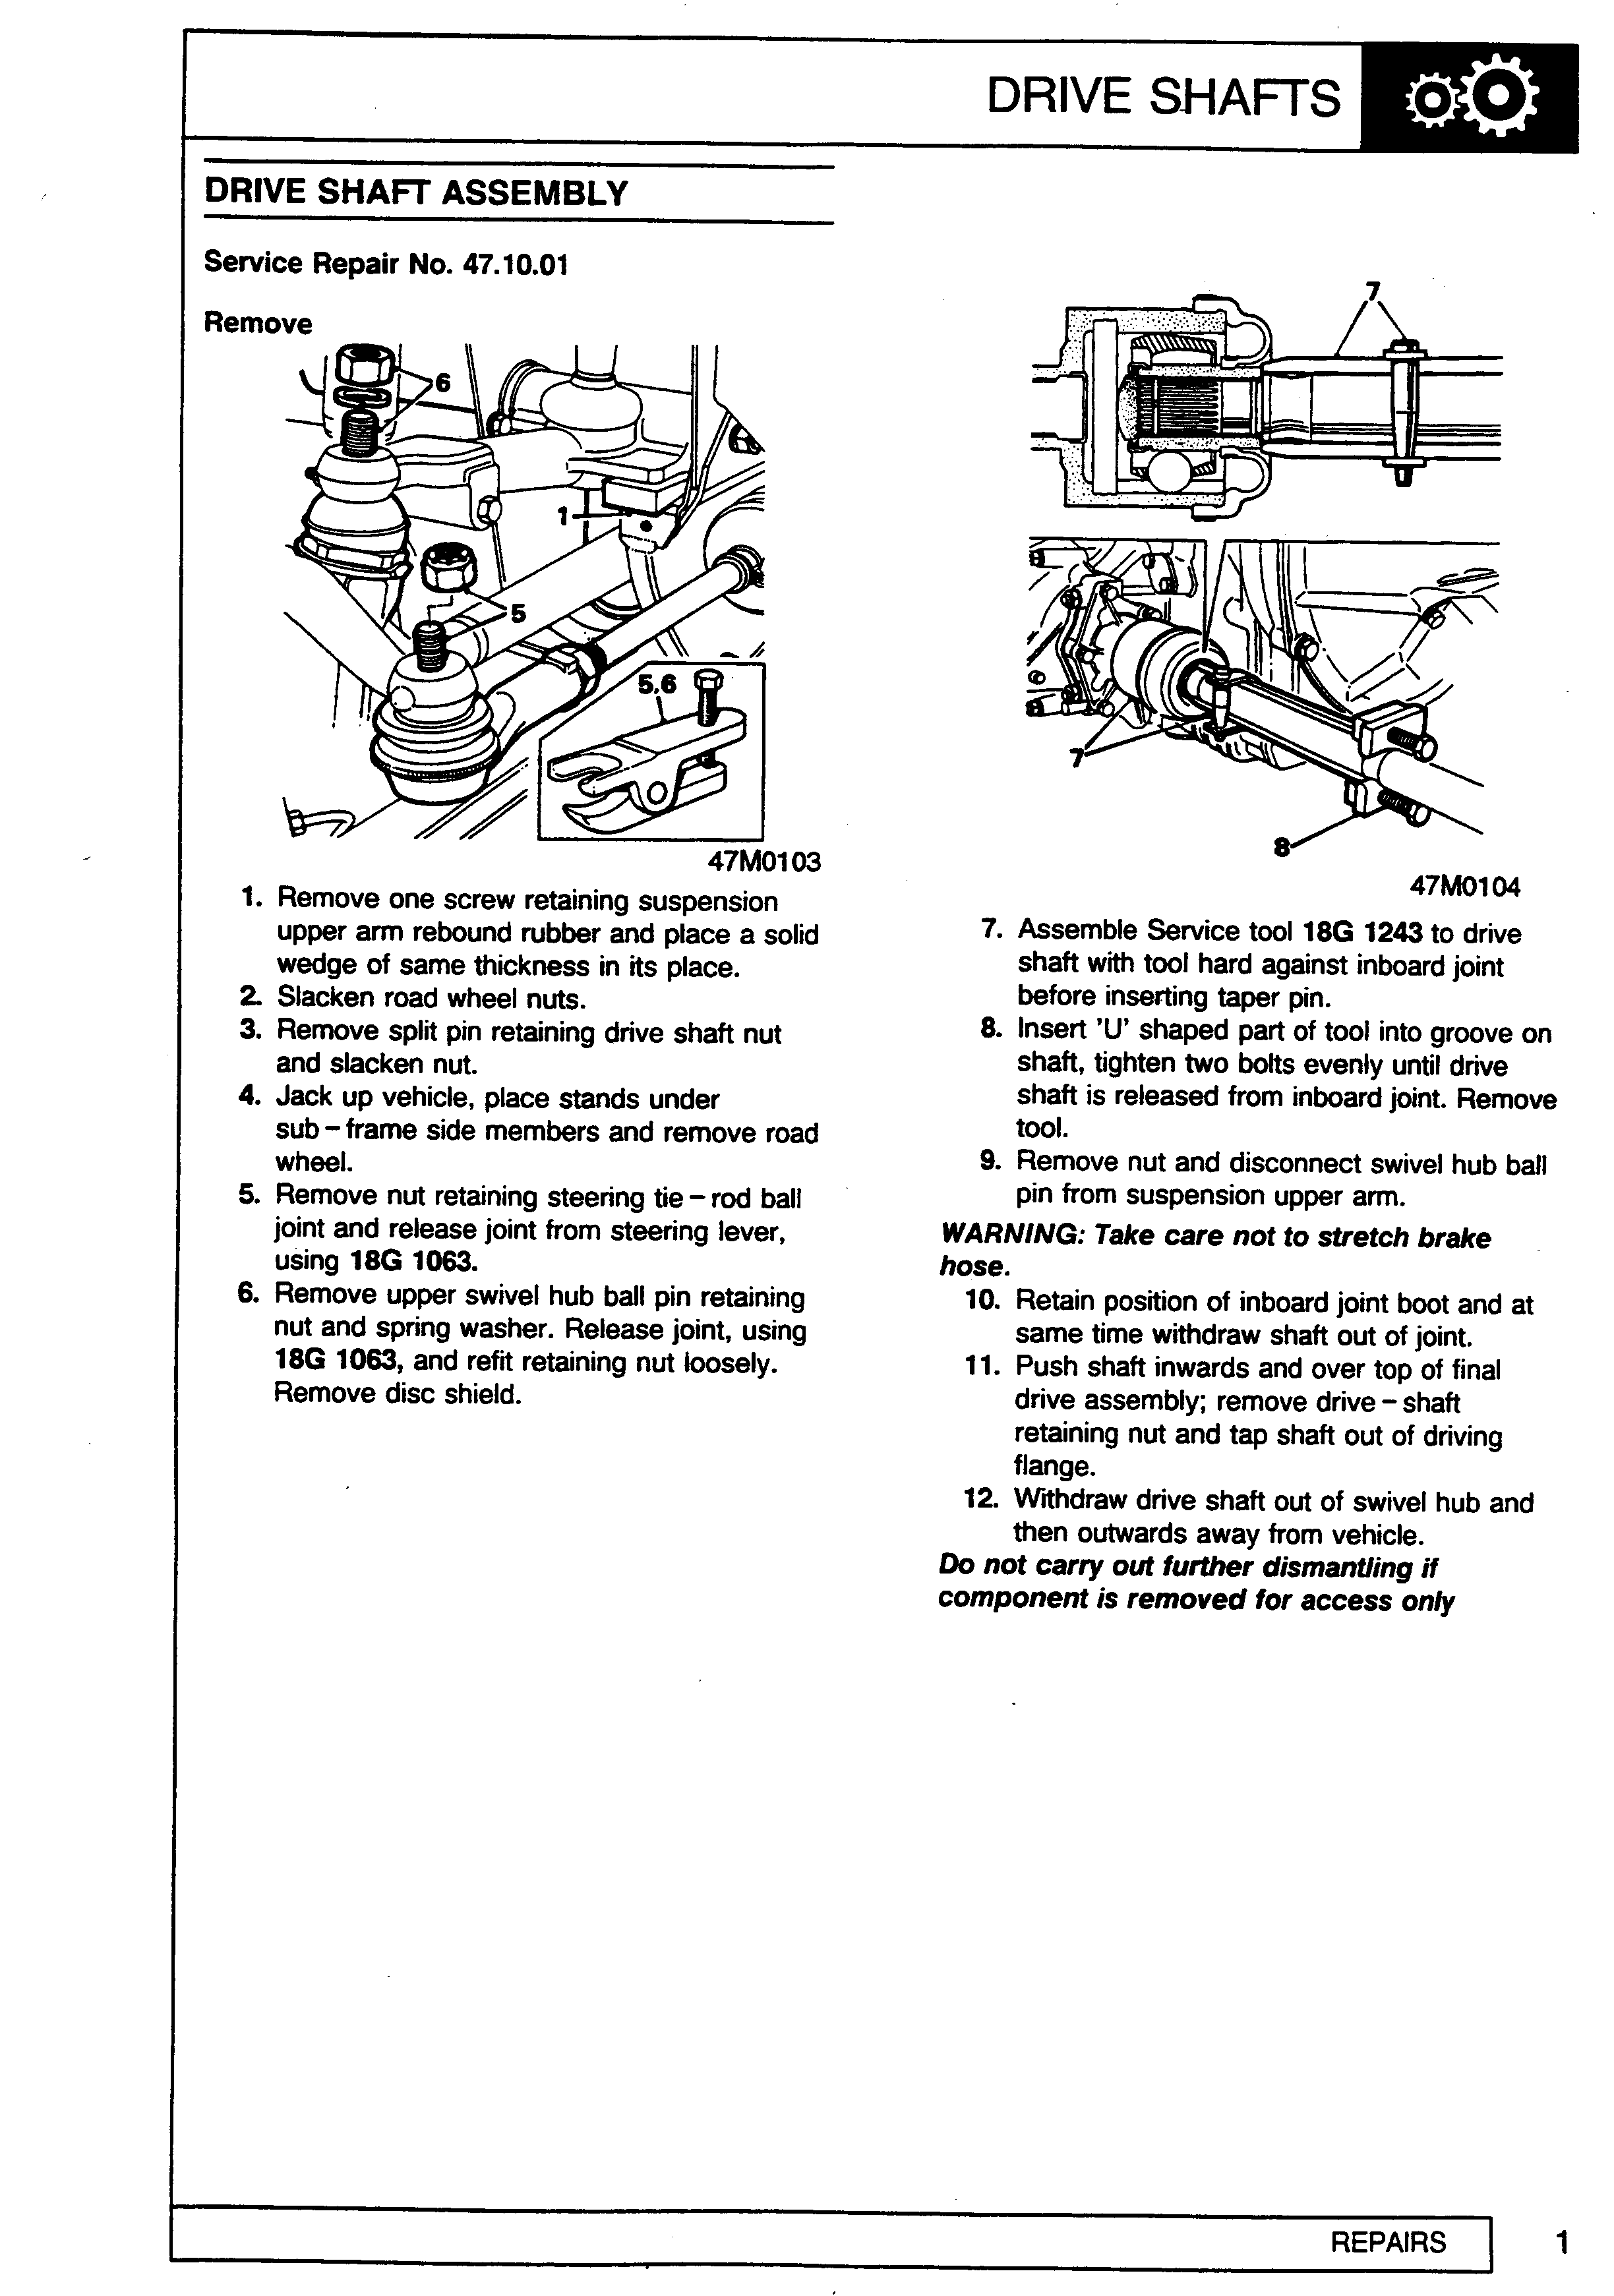 DRIVE SHAFTS
DRIVE SHAFT ASSEMBLY
Service Repair No. 47.10.01
Remove
6
1
5
5,6
47M0103
1. Remove one screw retaining suspension
upper arm rebound rubber and place a solid
wedge of same thickness in its place.
2. Slacken road wheel nuts.
3. Remove split pin retaining drive shaft nut
and slacken nut.
4. Jack up vehicle, place stands under
sub – frame side members and remove road
wheel.
5. Remove nut retaining steering tie – rod ball
joint and release joint from steering lever,
using 18G 1063.
6. Remove upper swivel hub ball pin retaining
nut and spring washer. Release joint, using
18G 1063, and refit retaining nut loosely.
Remove disc shield.
7
7
8
47M0104
7. Assemble Service tool 18G 1243 to drive
shaft with tool hard against inboard joint
before inserting taper pin.
8. Insert 'U' shaped part of tool into groove on
shaft, tighten two bolts evenly until drive
shaft is released from inboard joint. Remove
tool.
9. Remove nut and disconnect swivel hub ball
pin from suspension upper arm.
WARNING: Take care not to stretch brake
hose.
10. Retain position of inboard joint boot and at
same time withdraw shaft out of joint.
11. Push shaft inwards and over top of final
drive assembly; remove drive – shaft
retaining nut and tap shaft out of driving
flange.
12. Withdraw drive shaft out of swivel hub and
then outwards away from vehicle.
Do not carry out further dismantling if
component is removed for access only
REPAIRS
1